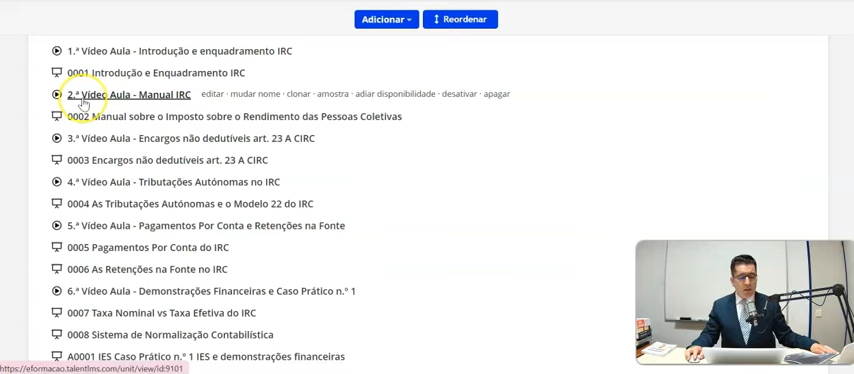 Adicionar
Reordenar
1.ª Vídeo Aula - Introdução e enquadramento IRC
0001 Introdução e Enquadramento IRC
2.ª Vídeo Aula - Manual IRC editar · mudar nome · clonar · amostra · adiar disponibilidade · desativar · apagar
0002 Manual sobre o Imposto sobre o Rendimento das Pessoas Coletivas
3.ª Vídeo Aula - Encargos não dedutíveis art. 23 A CIRC
0003 Encargos não dedutíveis art. 23 A CIRC
4.ª Vídeo Aula - Tributações Autónomas no IRC
0004 As Tributações Autónomas e o Modelo 22 do IRC
5.ª Vídeo Aula - Pagamentos Por Conta e Retenções na Fonte
0005 Pagamentos Por Conta do IRC
0006 As Retenções na Fonte no IRC
6.ª Vídeo Aula - Demonstrações Financeiras e Caso Prático n.º 1
0007 Taxa Nominal vs Taxa Efetiva do IRC
0008 Sistema de Normalização Contabilística
A0001 IES Caso Prático n.º 1 IES e demonstrações financeiras
https://eformacao.talentlms.com/unit/view/id:9101